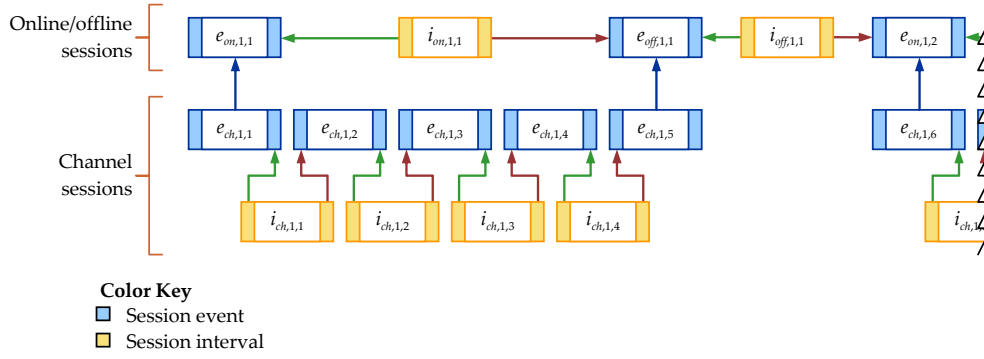 Online/offline
sessions
e_on,1,1
i_on,1,1
e_off,1,1
i_off,1,1
e_on,1,2
Channel
sessions
e_ch,1,1
e_ch,1,2
e_ch,1,3
e_ch,1,4
e_ch,1,5
e_ch,1,6
i_ch,1,1
i_ch,1,2
i_ch,1,3
i_ch,1,4
i_ch,1,
Color Key
Session event
Session interval